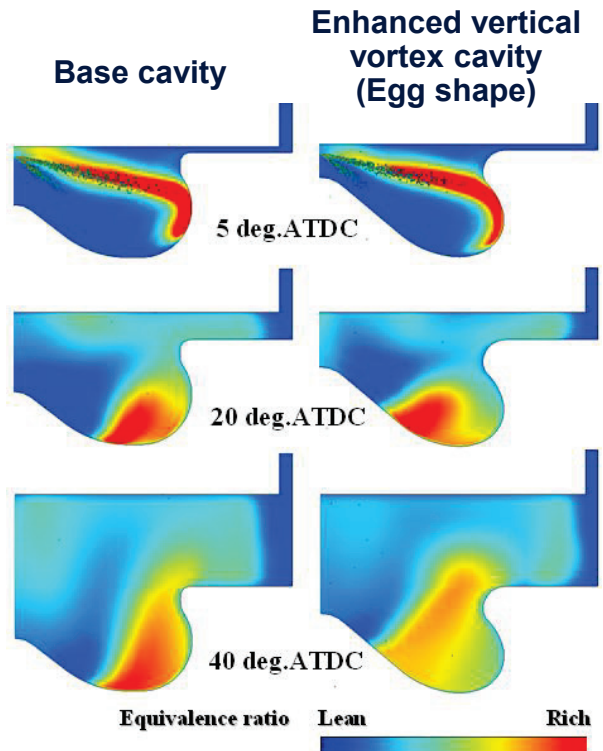 Base cavity
Enhanced vertical
vortex cavity
(Egg shape)
5 deg.ATDC
20 deg.ATDC
40 deg.ATDC
Equivalence ratio Lean Rich